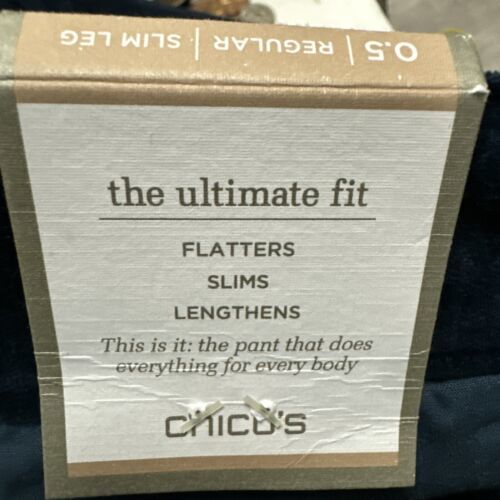 0.5 | REGULAR | SLIM LEG
the ultimate fit
FLATTERS
SLIMS
LENGTHENS
This is it: the pant that does
everything for every body
CHICO'S